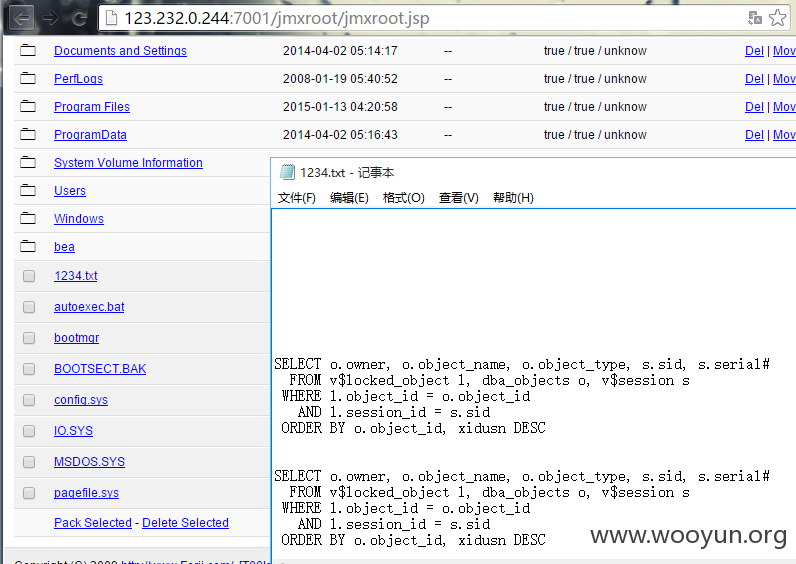 123.232.0.244:7001/jmxroot/jmxroot.jsp
Documents and Settings 2014-04-02 05:14:17 -- true / true / unknow Del | Mov
PerfLogs 2008-01-19 05:40:52 -- true / true / unknow Del | Mov
Program Files 2015-01-13 04:20:58 -- true / true / unknow Del | Mov
ProgramData 2014-04-02 05:16:43 -- true / true / unknow Del | Mov
System Volume Information
Users
Windows
bea
1234.txt
autoexec.bat
bootmgr
BOOTSECT.BAK
config.sys
IO.SYS
MSDOS.SYS
pagefile.sys
Pack Selected - Delete Selected
1234.txt - 记事本
文件(F) 编辑(E) 格式(O) 查看(V) 帮助(H)
SELECT o.owner, o.object_name, o.object_type, s.sid, s.serial#
FROM v$locked_object l, dba_objects o, v$session s
WHERE l.object_id = o.object_id
AND l.session_id = s.sid
ORDER BY o.object_id, xidusn DESC
SELECT o.owner, o.object_name, o.object_type, s.sid, s.serial#
FROM v$locked_object l, dba_objects o, v$session s
WHERE l.object_id = o.object_id
AND l.session_id = s.sid
ORDER BY o.object_id, xidusn DESC
www.wooyun.org